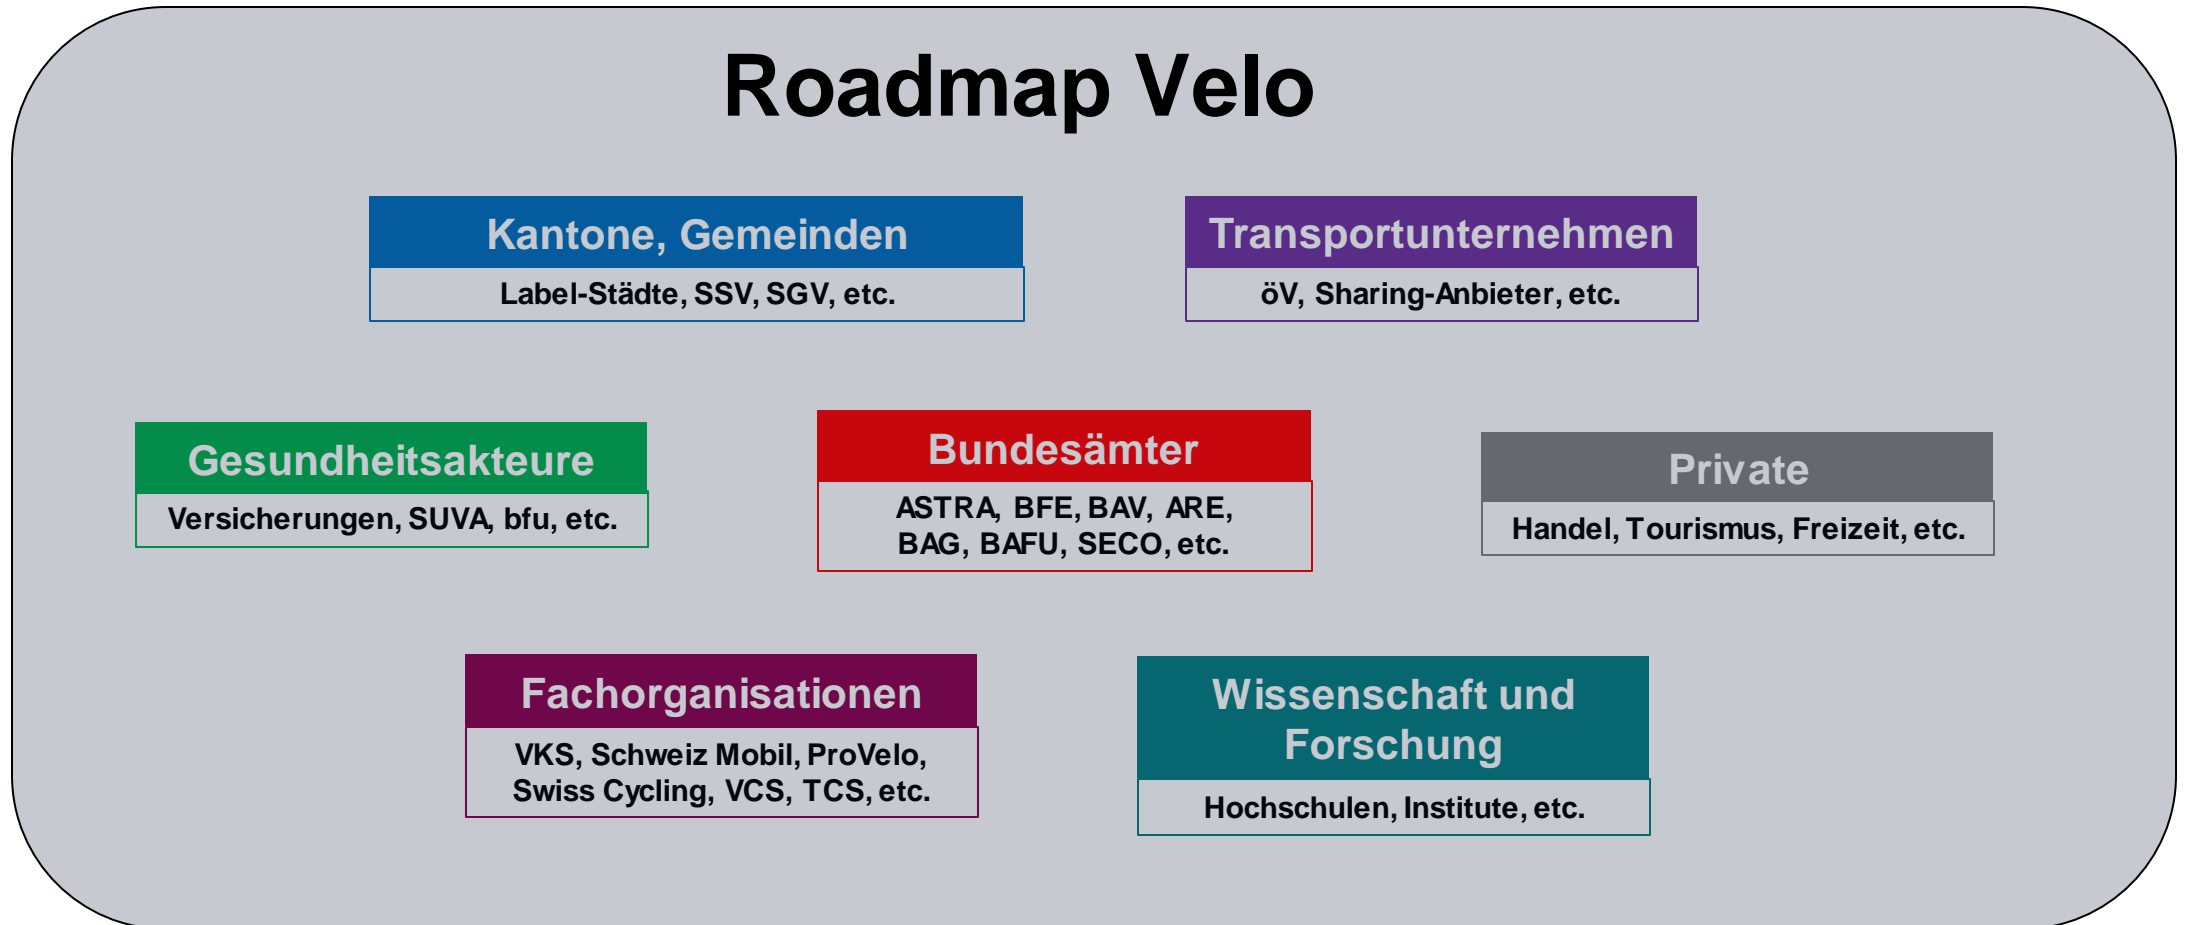 Roadmap Velo
Kantone, Gemeinden
Label-Städte, SSV, SGV, etc.
Transportunternehmen
öV, Sharing-Anbieter, etc.
Gesundheitsakteure
Versicherungen, SUVA, bfu, etc.
Bundesämter
ASTRA, BFE, BAV, ARE,
BAG, BAFU, SECO, etc.
Private
Handel, Tourismus, Freizeit, etc.
Fachorganisationen
VKS, Schweiz Mobil, ProVelo,
Swiss Cycling, VCS, TCS, etc.
Wissenschaft und
Forschung
Hochschulen, Institute, etc.